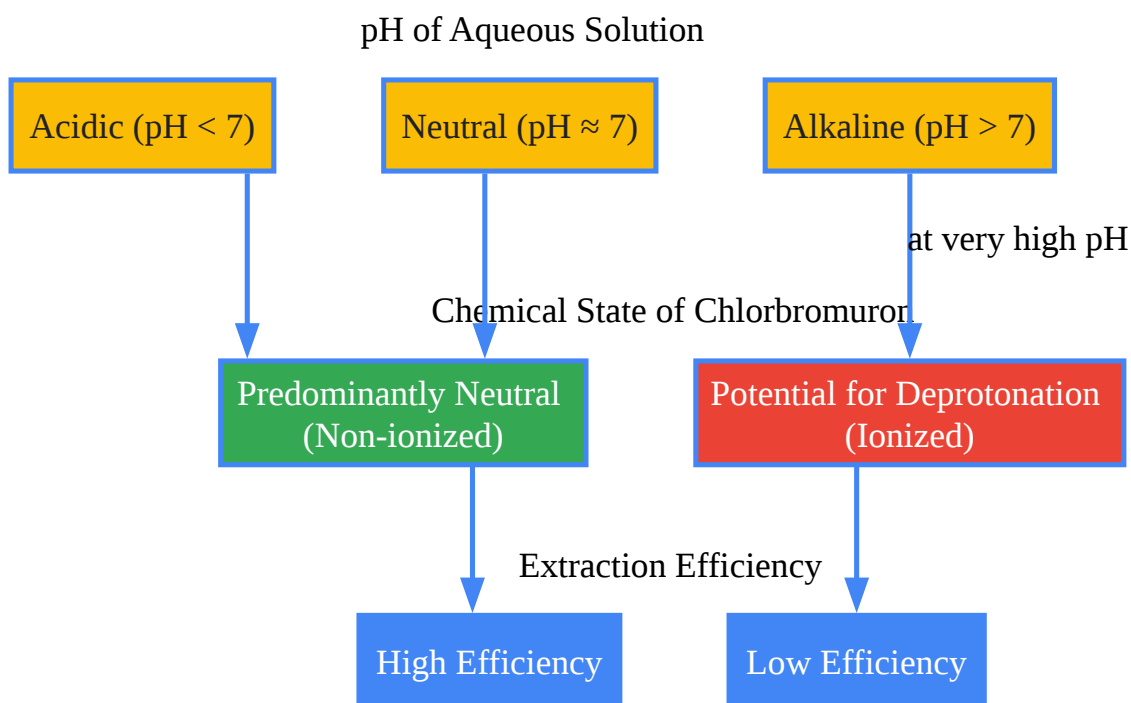 pH of Aqueous Solution
Acidic (pH < 7)
Neutral (pH ≈ 7)
Alkaline (pH > 7)
at very high pH
Chemical State of Chlorbromuron
Predominantly Neutral
(Non-ionized)
Potential for Deprotonation
(Ionized)
Extraction Efficiency
High Efficiency
Low Efficiency